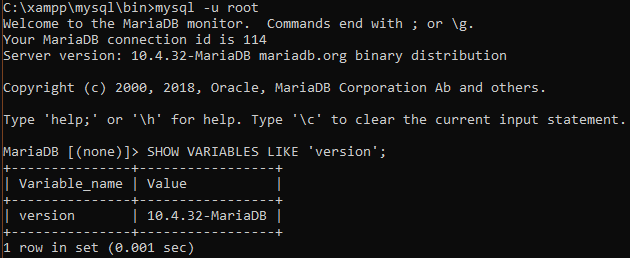 C:\xampp\mysql\bin>mysql -u root
Welcome to the MariaDB monitor.  Commands end with ; or \g.
Your MariaDB connection id is 114
Server version: 10.4.32-MariaDB mariadb.org binary distribution

Copyright (c) 2000, 2018, Oracle, MariaDB Corporation Ab and others.

Type 'help;' or '\h' for help. Type '\c' to clear the current input statement.

MariaDB [(none)]> SHOW VARIABLES LIKE 'version';
+---------------+-----------------+
| Variable_name | Value           |
+---------------+-----------------+
| version       | 10.4.32-MariaDB |
+---------------+-----------------+
1 row in set (0.001 sec)